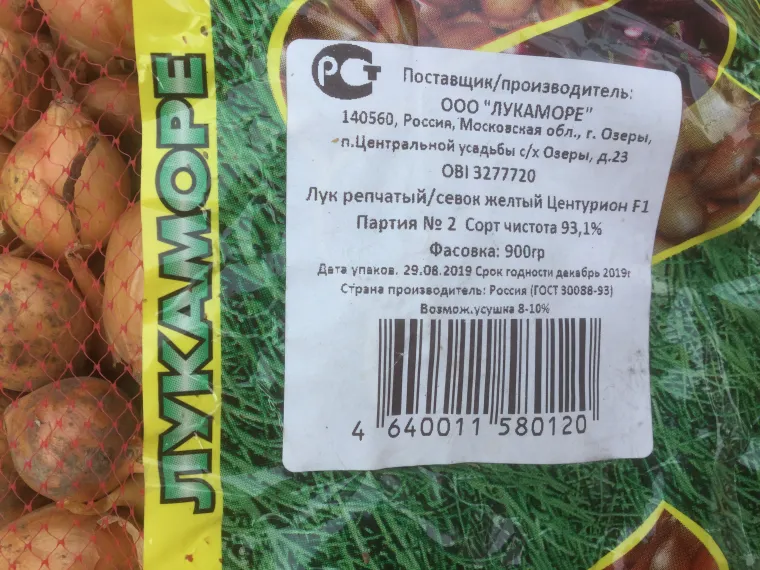 ЛУКАМОРЕ
РСТ
Поставщик/производитель:
ООО "ЛУКАМОРЕ"
140560, Россия, Московская обл., г. Озеры,
п.Центральной усадьбы с/х Озеры, д.23
OBI 3277720
Лук репчатый/севок желтый Центурион F1
Партия № 2 Сорт чистота 93,1%
Фасовка: 900гр
Дата упаков. 29.08.2019 Срок годности декабрь 2019г
Страна производитель: Россия (ГОСТ 30088-93)
Возмож.усушка 8-10%
4 640011 580120